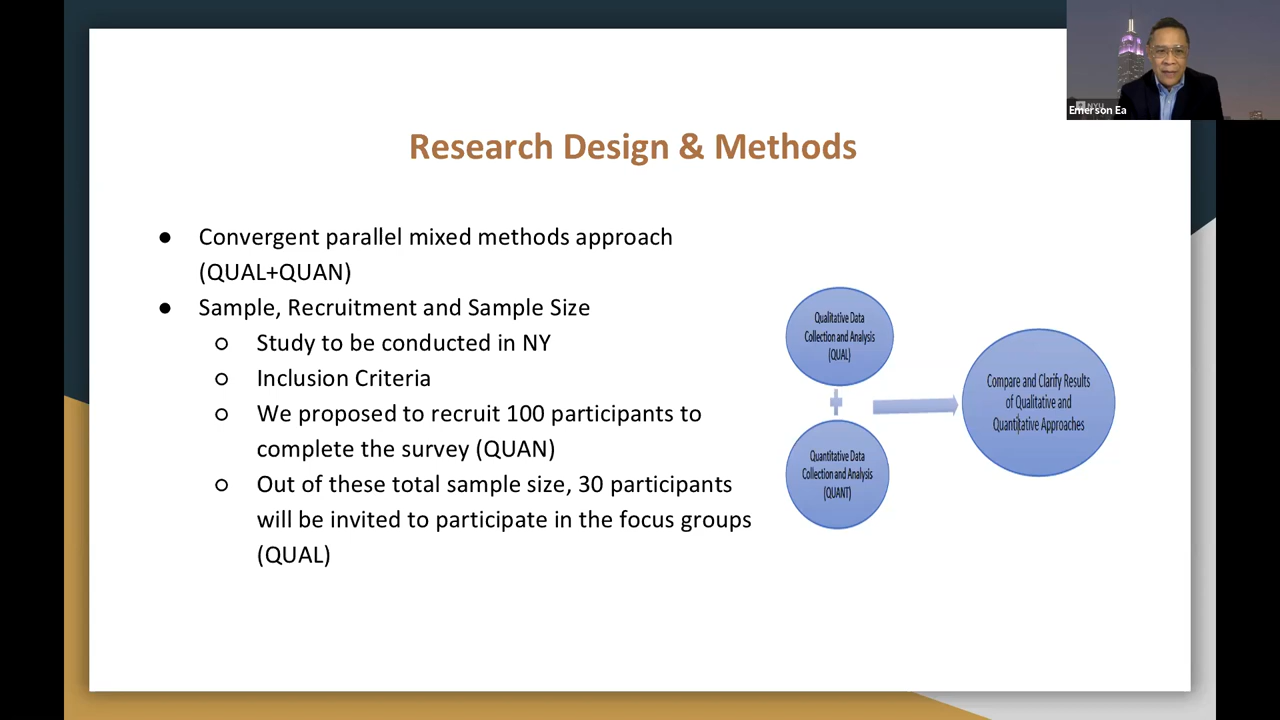 Research Design & Methods
● Convergent parallel mixed methods approach
(QUAL+QUAN)
● Sample, Recruitment and Sample Size
○ Study to be conducted in NY
○ Inclusion Criteria
○ We proposed to recruit 100 participants to
complete the survey (QUAN)
○ Out of these total sample size, 30 participants
will be invited to participate in the focus groups
(QUAL)
Qualitative Data
Collection and Analysis
(QUAL)
Quantitative Data
Collection and Analysis
(QUANT)
Compare and Clarify Results
of Qualitative and
Quantitative Approaches
NYU
Emerson Ea